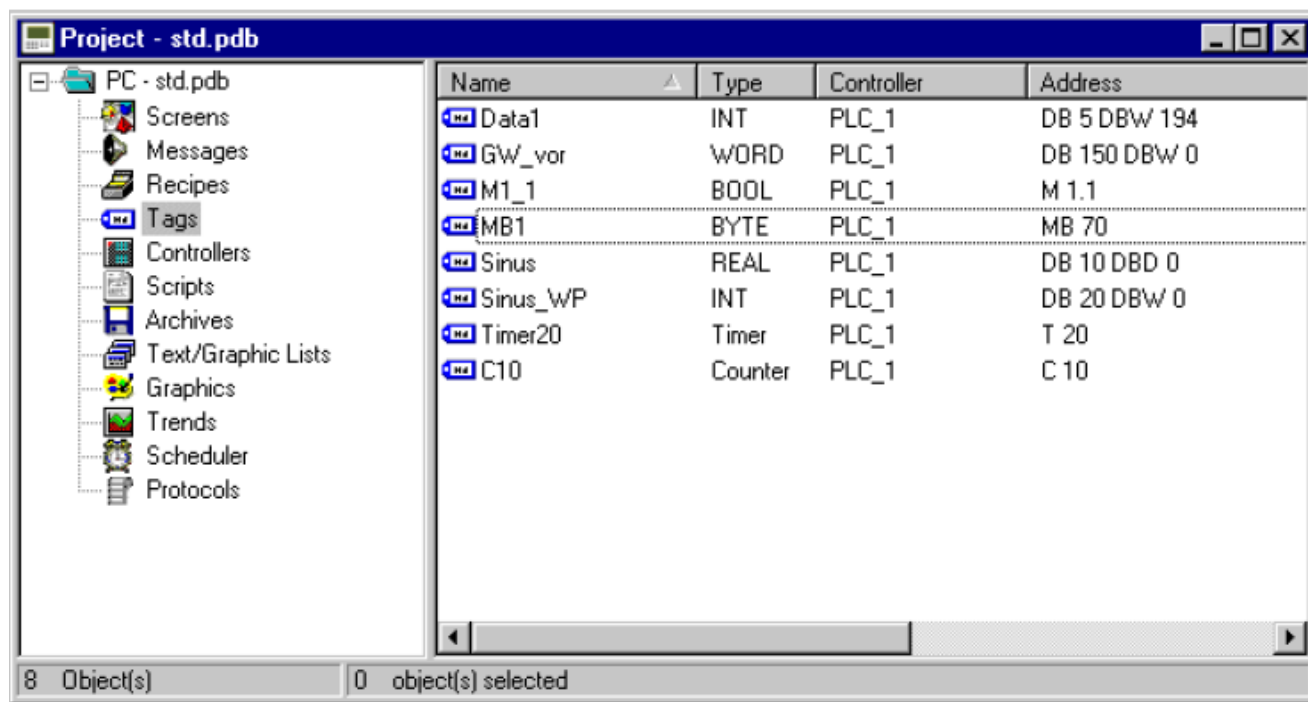 Project - std.pdb
PC - std.pdb
Screens
Messages
Recipes
Tags
Controllers
Scripts
Archives
Text/Graphic Lists
Graphics
Trends
Scheduler
Protocols
Name Type Controller Address
Data1 INT PLC_1 DB 5 DBW 194
GW_vor WORD PLC_1 DB 150 DBW 0
M1_1 BOOL PLC_1 M 1.1
MB1 BYTE PLC_1 MB 70
Sinus REAL PLC_1 DB 10 DBD 0
Sinus_WP INT PLC_1 DB 20 DBW 0
Timer20 Timer PLC_1 T 20
C10 Counter PLC_1 C 10
8 Object(s) 0 object(s) selected